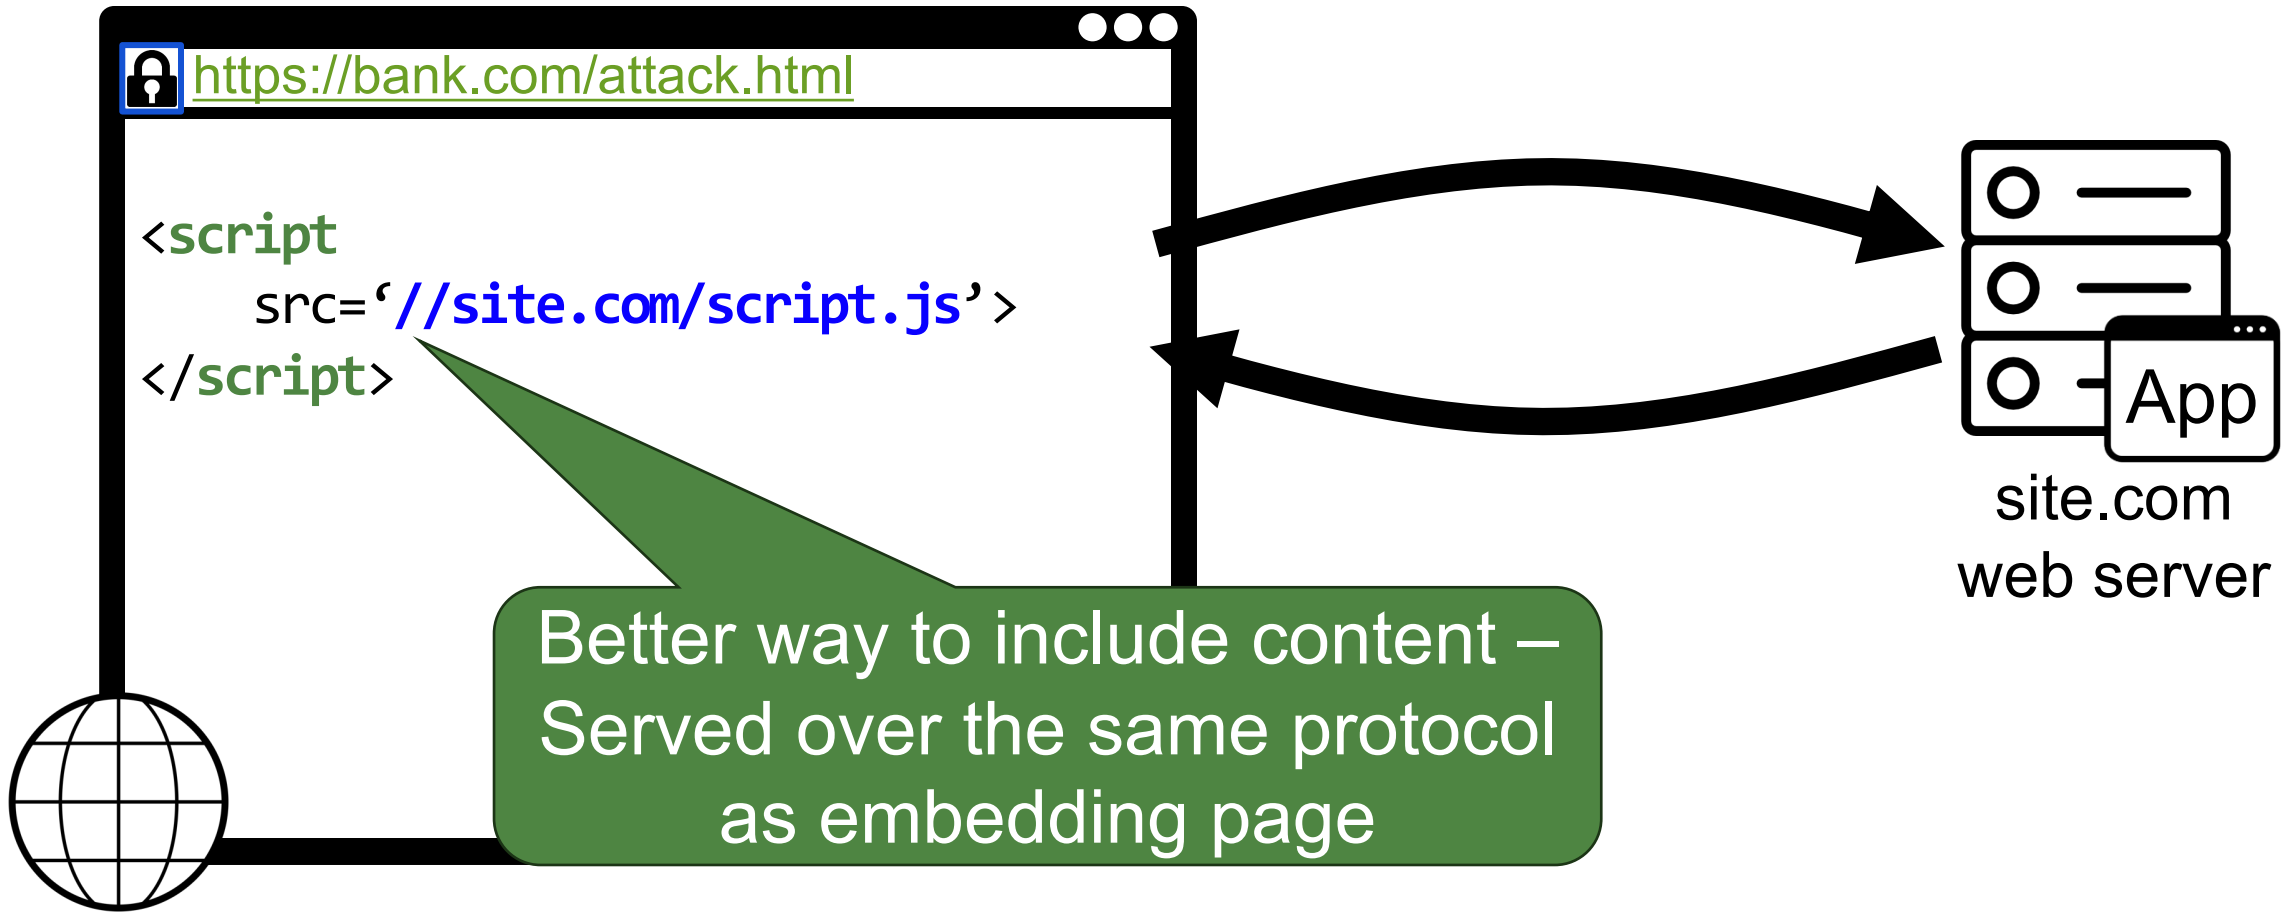 https://bank.com/attack.html
<script
src=‘//site.com/script.js’>
</script>
App
site.com
web server
Better way to include content –
Served over the same protocol
as embedding page